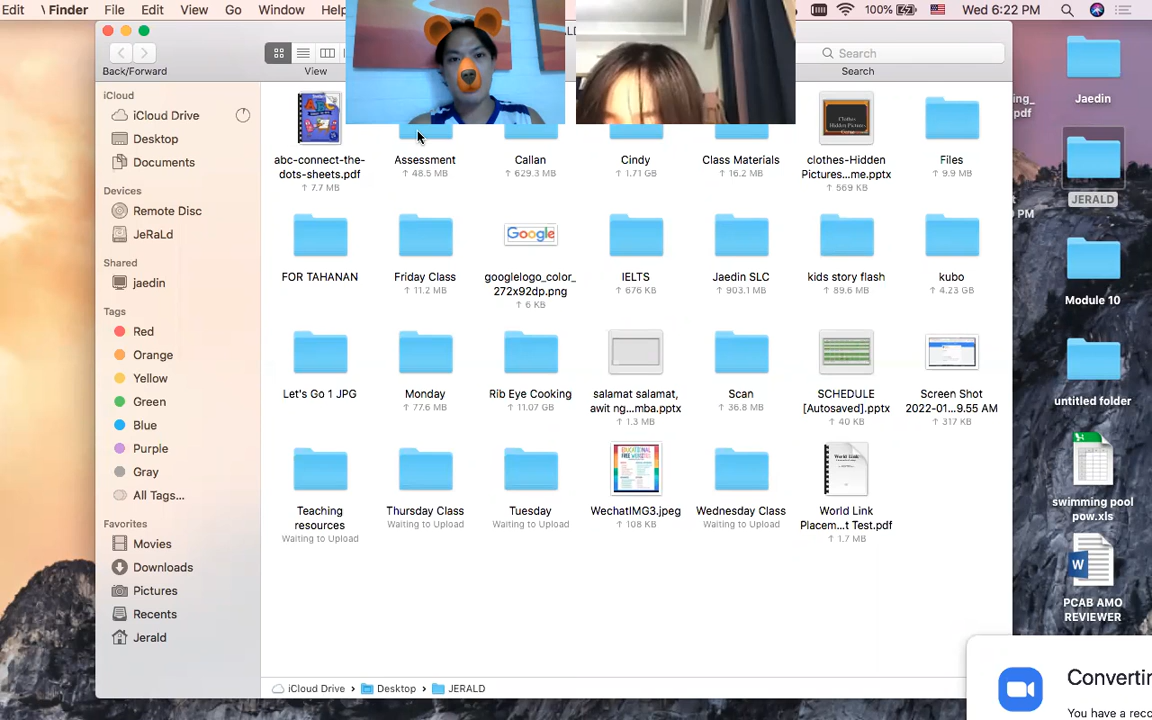 Edit \ Finder File Edit View Go Window Help 100% Wed 6:22 PM
Back/Forward View Search
Search
iCloud
iCloud Drive
Desktop
Documents
Devices
Remote Disc
JeRaLd
Shared
jaedin
Tags
Red
Orange
Yellow
Green
Blue
Purple
Gray
All Tags...
Favorites
Movies
Downloads
Pictures
Recents
Jerald
abc-connect-the-
dots-sheets.pdf
7.7 MB
Assessment
48.5 MB
Callan
629.3 MB
Cindy
1.71 GB
Class Materials
16.2 MB
clothes-Hidden
Pictures...me.pptx
569 KB
Files
9.9 MB
FOR TAHANAN
Friday Class
11.2 MB
Google
googlelogo_color_
272x92dp.png
6 KB
IELTS
676 KB
Jaedin SLC
903.1 MB
kids story flash
89.6 MB
kubo
4.23 GB
Let's Go 1 JPG
Monday
77.6 MB
Rib Eye Cooking
11.07 GB
salamat salamat,
awit ng...mba.pptx
1.3 MB
Scan
36.8 MB
SCHEDULE
[Autosaved].pptx
40 KB
Screen Shot
2022-01...9.55 AM
317 KB
Teaching
resources
Waiting to Upload
Thursday Class
Waiting to Upload
Tuesday
Waiting to Upload
WechatIMG3.jpeg
108 KB
Wednesday Class
Waiting to Upload
World Link
World Link
Placem...t Test.pdf
1.7 MB
iCloud Drive Desktop JERALD
ing_
pdf
t
PM
Jaedin
JERALD
Module 10
untitled folder
swimming pool
pow.xls
W
PCAB AMO
REVIEWER
Convertin
You have a reco